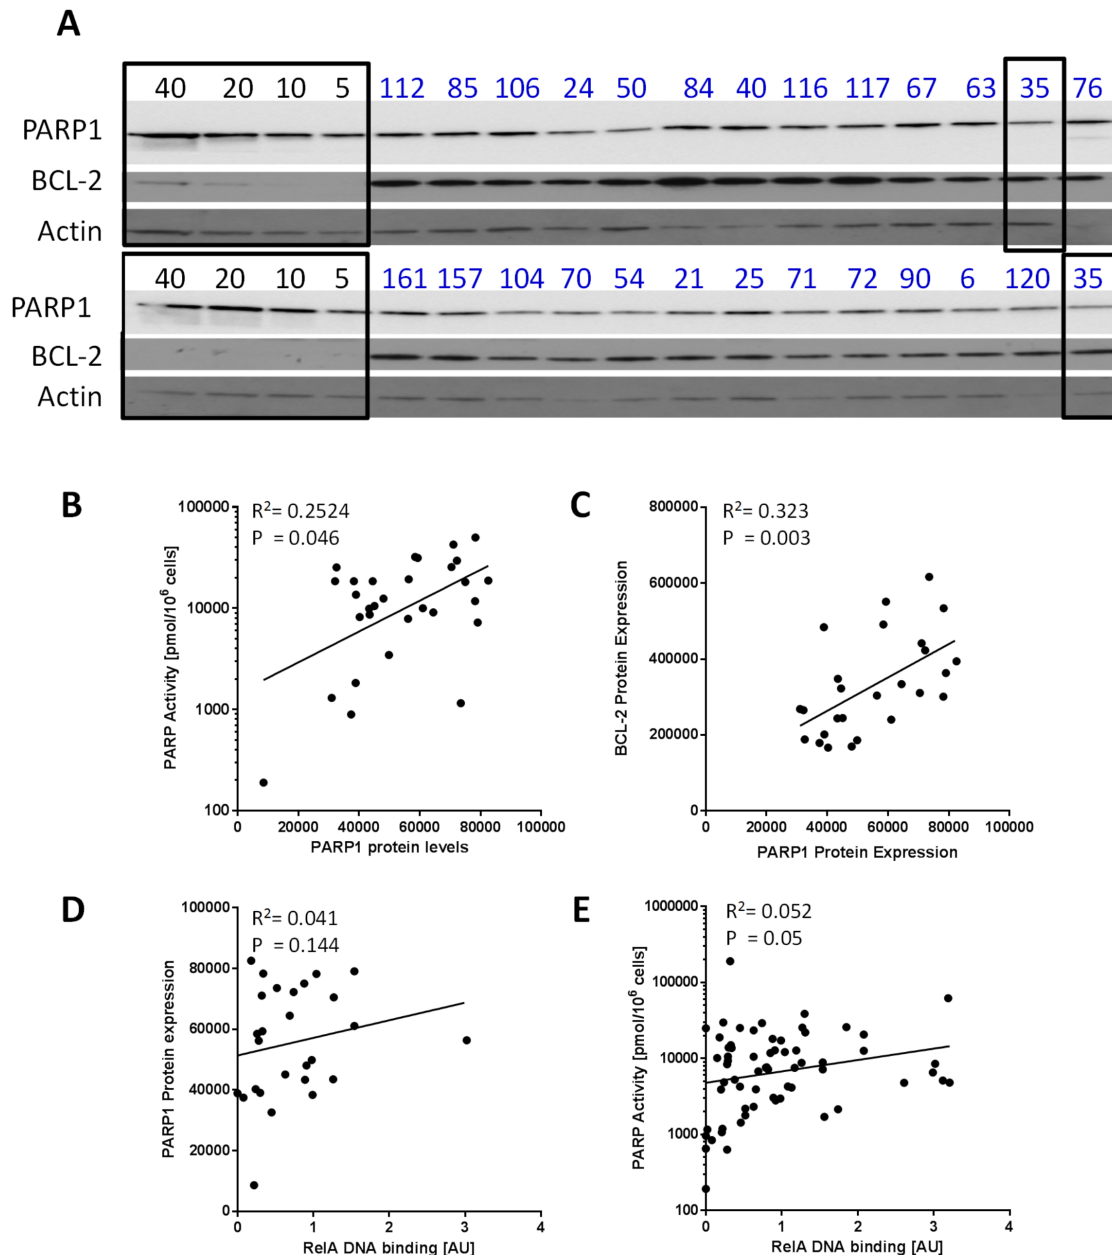 A
40 20 10 5 112 85 106 24 50 84 40 116 117 67 63 35 76
PARP1
BCL-2
Actin
40 20 10 5 161 157 104 70 54 21 25 71 72 90 6 120 35
PARP1
BCL-2
Actin
B
R²= 0.2524
P = 0.046
PARP Activity [pmol/10⁶ cells]
100000
10000
1000
100
0 20000 40000 60000 80000 100000
PARP1 protein levels
C
R²= 0.323
P = 0.003
BCL-2 Protein Expression
800000
600000
400000
200000
0
0 20000 40000 60000 80000 100000
PARP1 Protein Expression
D
R²= 0.041
P = 0.144
PARP1 Protein expression
100000
80000
60000
40000
20000
0
0 1 2 3 4
RelA DNA binding [AU]
E
R²= 0.052
P = 0.05
PARP Activity [pmol/10⁶ cells]
1000000
100000
10000
1000
100
0 1 2 3 4
RelA DNA binding [AU]